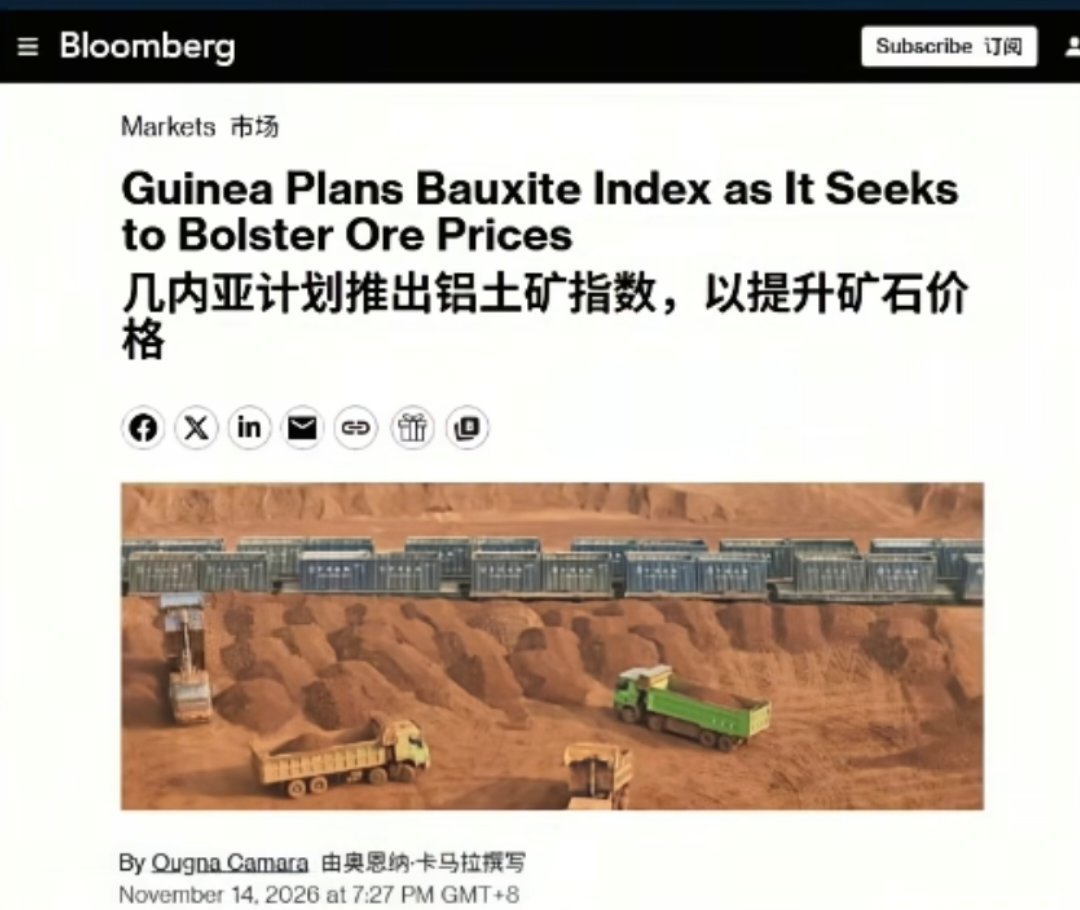 Bloomberg
Subscribe 订阅
Markets 市场
Guinea Plans Bauxite Index as It Seeks
to Bolster Ore Prices
几内亚计划推出铝土矿指数，以提升矿石价
格
By Ougna Camara 由奥恩纳·卡马拉撰写
November 14, 2026 at 7:27 PM GMT+8